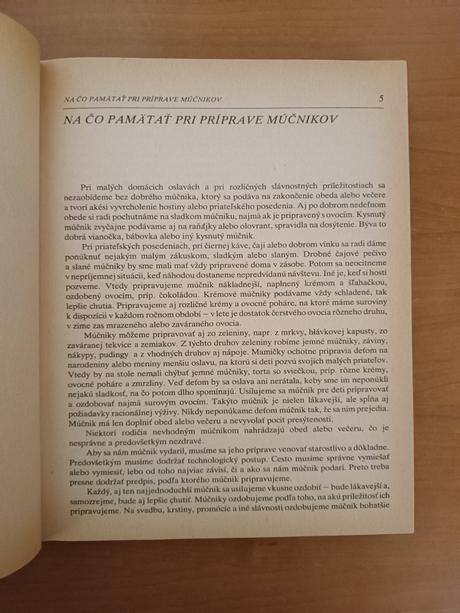 NA ČO PAMÄTAŤ PRI PRÍPRAVE MÚČNIKOV 5
NA ČO PAMÄTAŤ PRI PRÍPRAVE MÚČNIKOV
Pri malých domácich oslavách a pri rozličných slávnostných príležitostiach sa
nezaobídeme bez dobrého múčnika, ktorý sa podáva na zakončenie obeda alebo večere
a tvorí akési vyvrcholenie hostiny alebo priateľského posedenia. Aj po dobrom nedeľnom
obede si radi pochutnáme na sladkom múčniku, najmä ak je pripravený s ovocím. Kysnutý
múčnik zvyčajne podávame aj na raňajky alebo olovrant, spravidla na dosýtenie. Býva to
dobrá vianočka, bábovka alebo iný kysnutý múčnik.
Pri priateľských posedeniach, pri čiernej káve, čaji alebo dobrom vínku sa radi dáme
ponúknuť nejakým malým zákuskom, sladkým alebo slaným. Drobné čajové pečivo
a slané múčniky by sme mali mať vždy pripravené doma v zásobe. Potom sa neocitneme
v nepríjemnej situácii, keď náhodou dostaneme nepredvídanú návštevu. Iné je, keď si hostí
pozveme. Vtedy pripravujeme múčnik nákladnejší, naplnený krémom a šľahačkou,
ozdobený ovocím, príp. čokoládou. Krémové múčniky podávame vždy schladené, tak
lepšie chutia. Pripravujeme aj rozličné krémy a ovocné poháre, na ktoré máme suroviny
k dispozícii v každom ročnom období – v lete je dostatok čerstvého ovocia rôzneho druhu,
v zime zas mrazeného alebo zaváraného ovocia.
Múčniky môžeme pripravovať aj zo zeleniny, napr. z mrkvy, hlávkovej kapusty, zo
zaváranej tekvice a zemiakov. Z týchto druhov zeleniny robíme jemné múčniky, záviny,
nákypy, pudingy a z vhodných druhov aj nápoje. Mamičky ochotne pripravia deťom na
narodeniny alebo meniny menšiu oslavu, na ktorú si deti pozvú svojich malých priateľov.
Vtedy by na stole nemali chýbať jemné múčniky, torta so sviečkou, príp. rôzne krémy,
ovocné poháre a zmrzliny. Veď deťom by sa oslava ani nerátala, keby sme im neponúkli
nejakú sladkosť, na čo potom dlho spomínajú. Usilujeme sa múčnik pre deti pripravovať
a ozdobovať najmä surovým ovocím. Takýto múčnik je nielen lákavejší, ale spĺňa aj
požiadavky racionálnej výživy. Nikdy neponúkame deťom múčnik tak, že sa ním prejedia.
Múčnik má len doplniť obed alebo večeru a nevyvolať pocit presýtenosti.
Niektorí rodičia nevhodným múčnikom nahrádzajú obed alebo večeru, čo je
nesprávne a predovšetkým nezdravé.
Aby sa nám múčnik vydaril, musíme sa jeho príprave venovať starostlivo a dôkladne.
Predovšetkým musíme dodržať technologický postup. Cesto musíme správne vymiešať
alebo vymiesiť, lebo od toho najviac závisí, či a ako sa nám múčnik podarí. Preto treba
presne dodržať predpis, podľa ktorého múčnik pripravujeme.
Každý, aj ten najjednoduchší múčnik sa usilujeme vkusne ozdobiť – bude lákavejší a,
samozrejme, bude aj lepšie chutiť. Múčniky ozdobujeme podľa toho, na akú príležitosť ich
pripravujeme. Na svadbu, krstiny, promócie a iné slávnosti ozdobujeme múčnik bohatšie